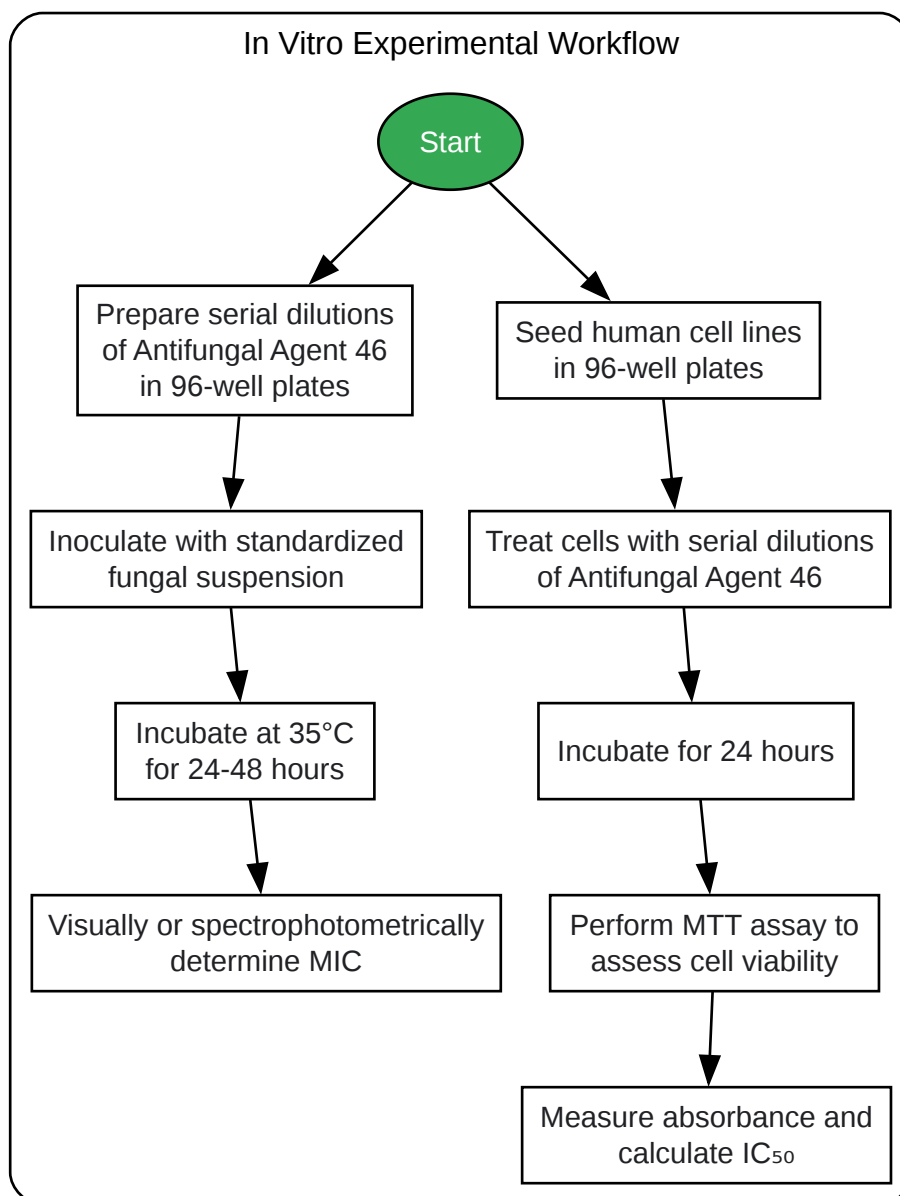 In Vitro Experimental Workflow
Start
Prepare serial dilutions
of Antifungal Agent 46
in 96-well plates
Inoculate with standardized
fungal suspension
Incubate at 35°C
for 24-48 hours
Visually or spectrophotometrically
determine MIC
Seed human cell lines
in 96-well plates
Treat cells with serial dilutions
of Antifungal Agent 46
Incubate for 24 hours
Perform MTT assay to
assess cell viability
Measure absorbance and
calculate IC₅₀